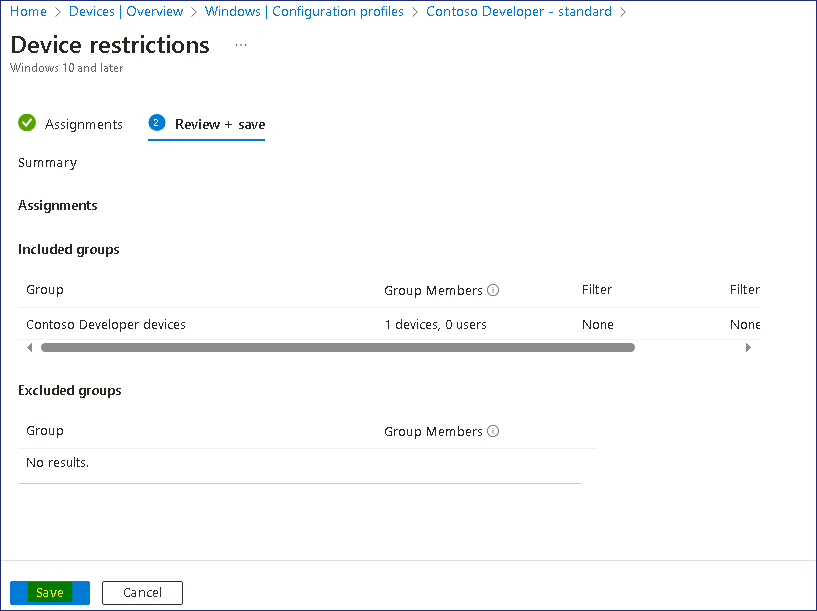 Home > Devices | Overview > Windows | Configuration profiles > Contoso Developer - standard >
Device restrictions ...
Windows 10 and later
Assignments 2 Review + save
Summary
Assignments
Included groups
Group Group Members Filter Filter
Contoso Developer devices 1 devices, 0 users None None
Excluded groups
Group Group Members
No results.
Save Cancel